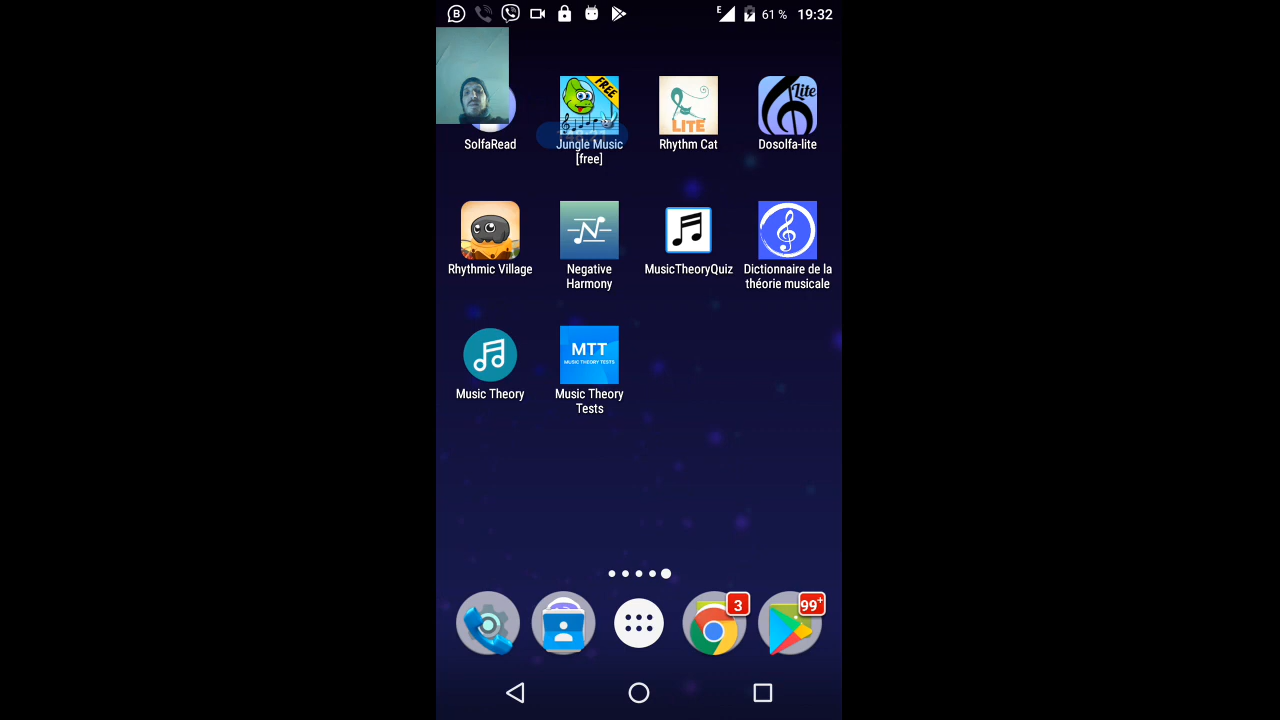 E 61 % 19:32
FREE
LITE
Lite
SolfaRead
Jungle Music
[free]
Rhythm Cat
Dosolfa-lite
N
Rhythmic Village
Negative
Harmony
MusicTheoryQuiz
Dictionnaire de la
théorie musicale
MTT
MUSIC THEORY TESTS
Music Theory
Music Theory
Tests
3
99+